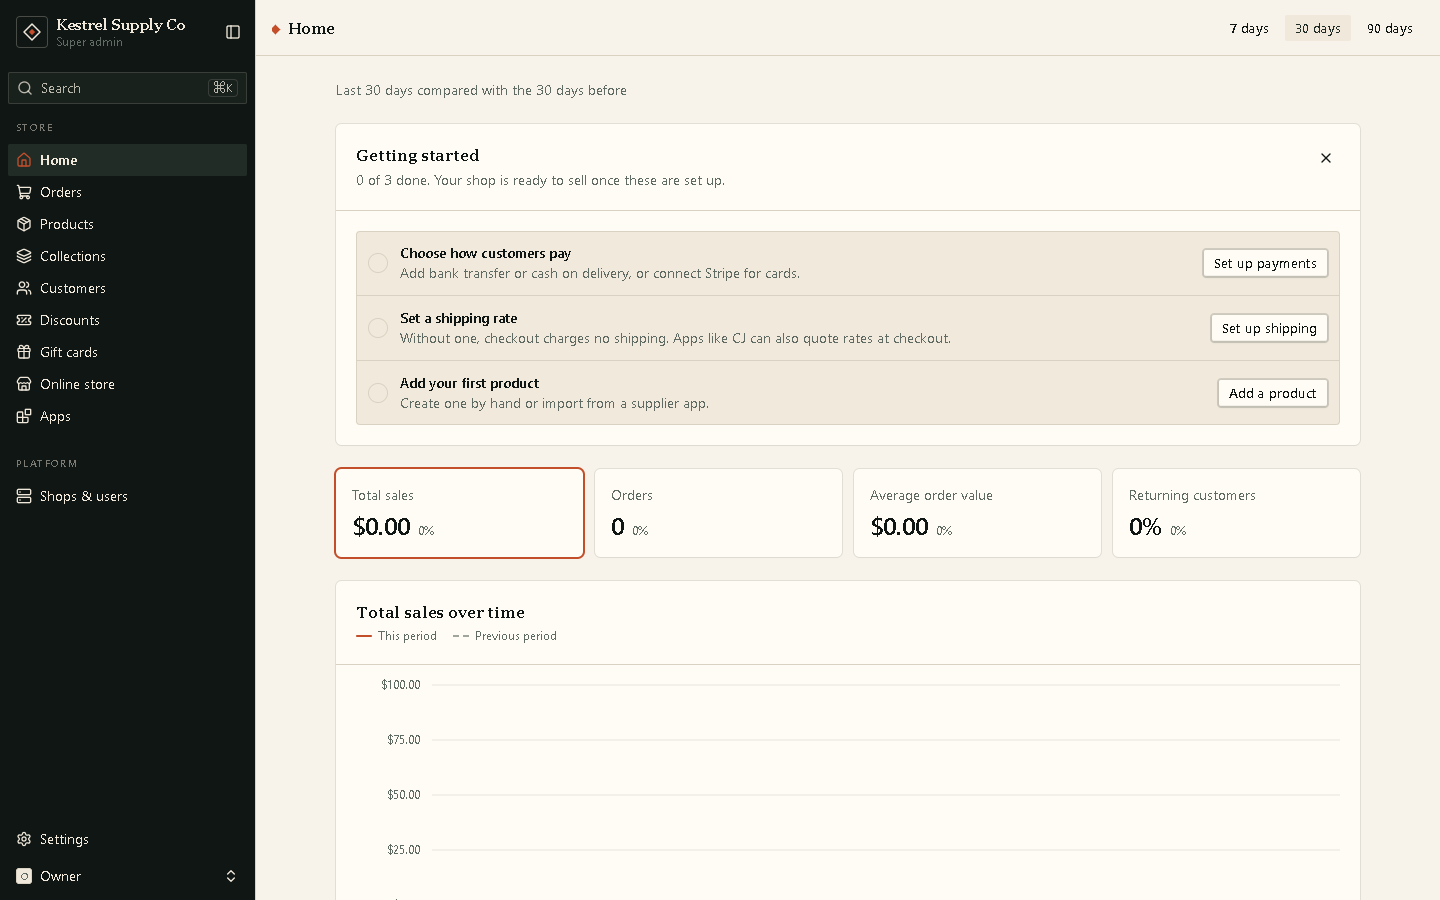 Kestrel Supply Co
Super admin
Search
⌘K
STORE
Home
Orders
Products
Collections
Customers
Discounts
Gift cards
Online store
Apps
PLATFORM
Shops & users
Settings
Owner
Home
7 days
30 days
90 days
Last 30 days compared with the 30 days before
Getting started
0 of 3 done. Your shop is ready to sell once these are set up.
Choose how customers pay
Add bank transfer or cash on delivery, or connect Stripe for cards.
Set up payments
Set a shipping rate
Without one, checkout charges no shipping. Apps like CJ can also quote rates at checkout.
Set up shipping
Add your first product
Create one by hand or import from a supplier app.
Add a product
Total sales
$0.00 0%
Orders
0 0%
Average order value
$0.00 0%
Returning customers
0% 0%
Total sales over time
This period
Previous period
$100.00
$75.00
$50.00
$25.00